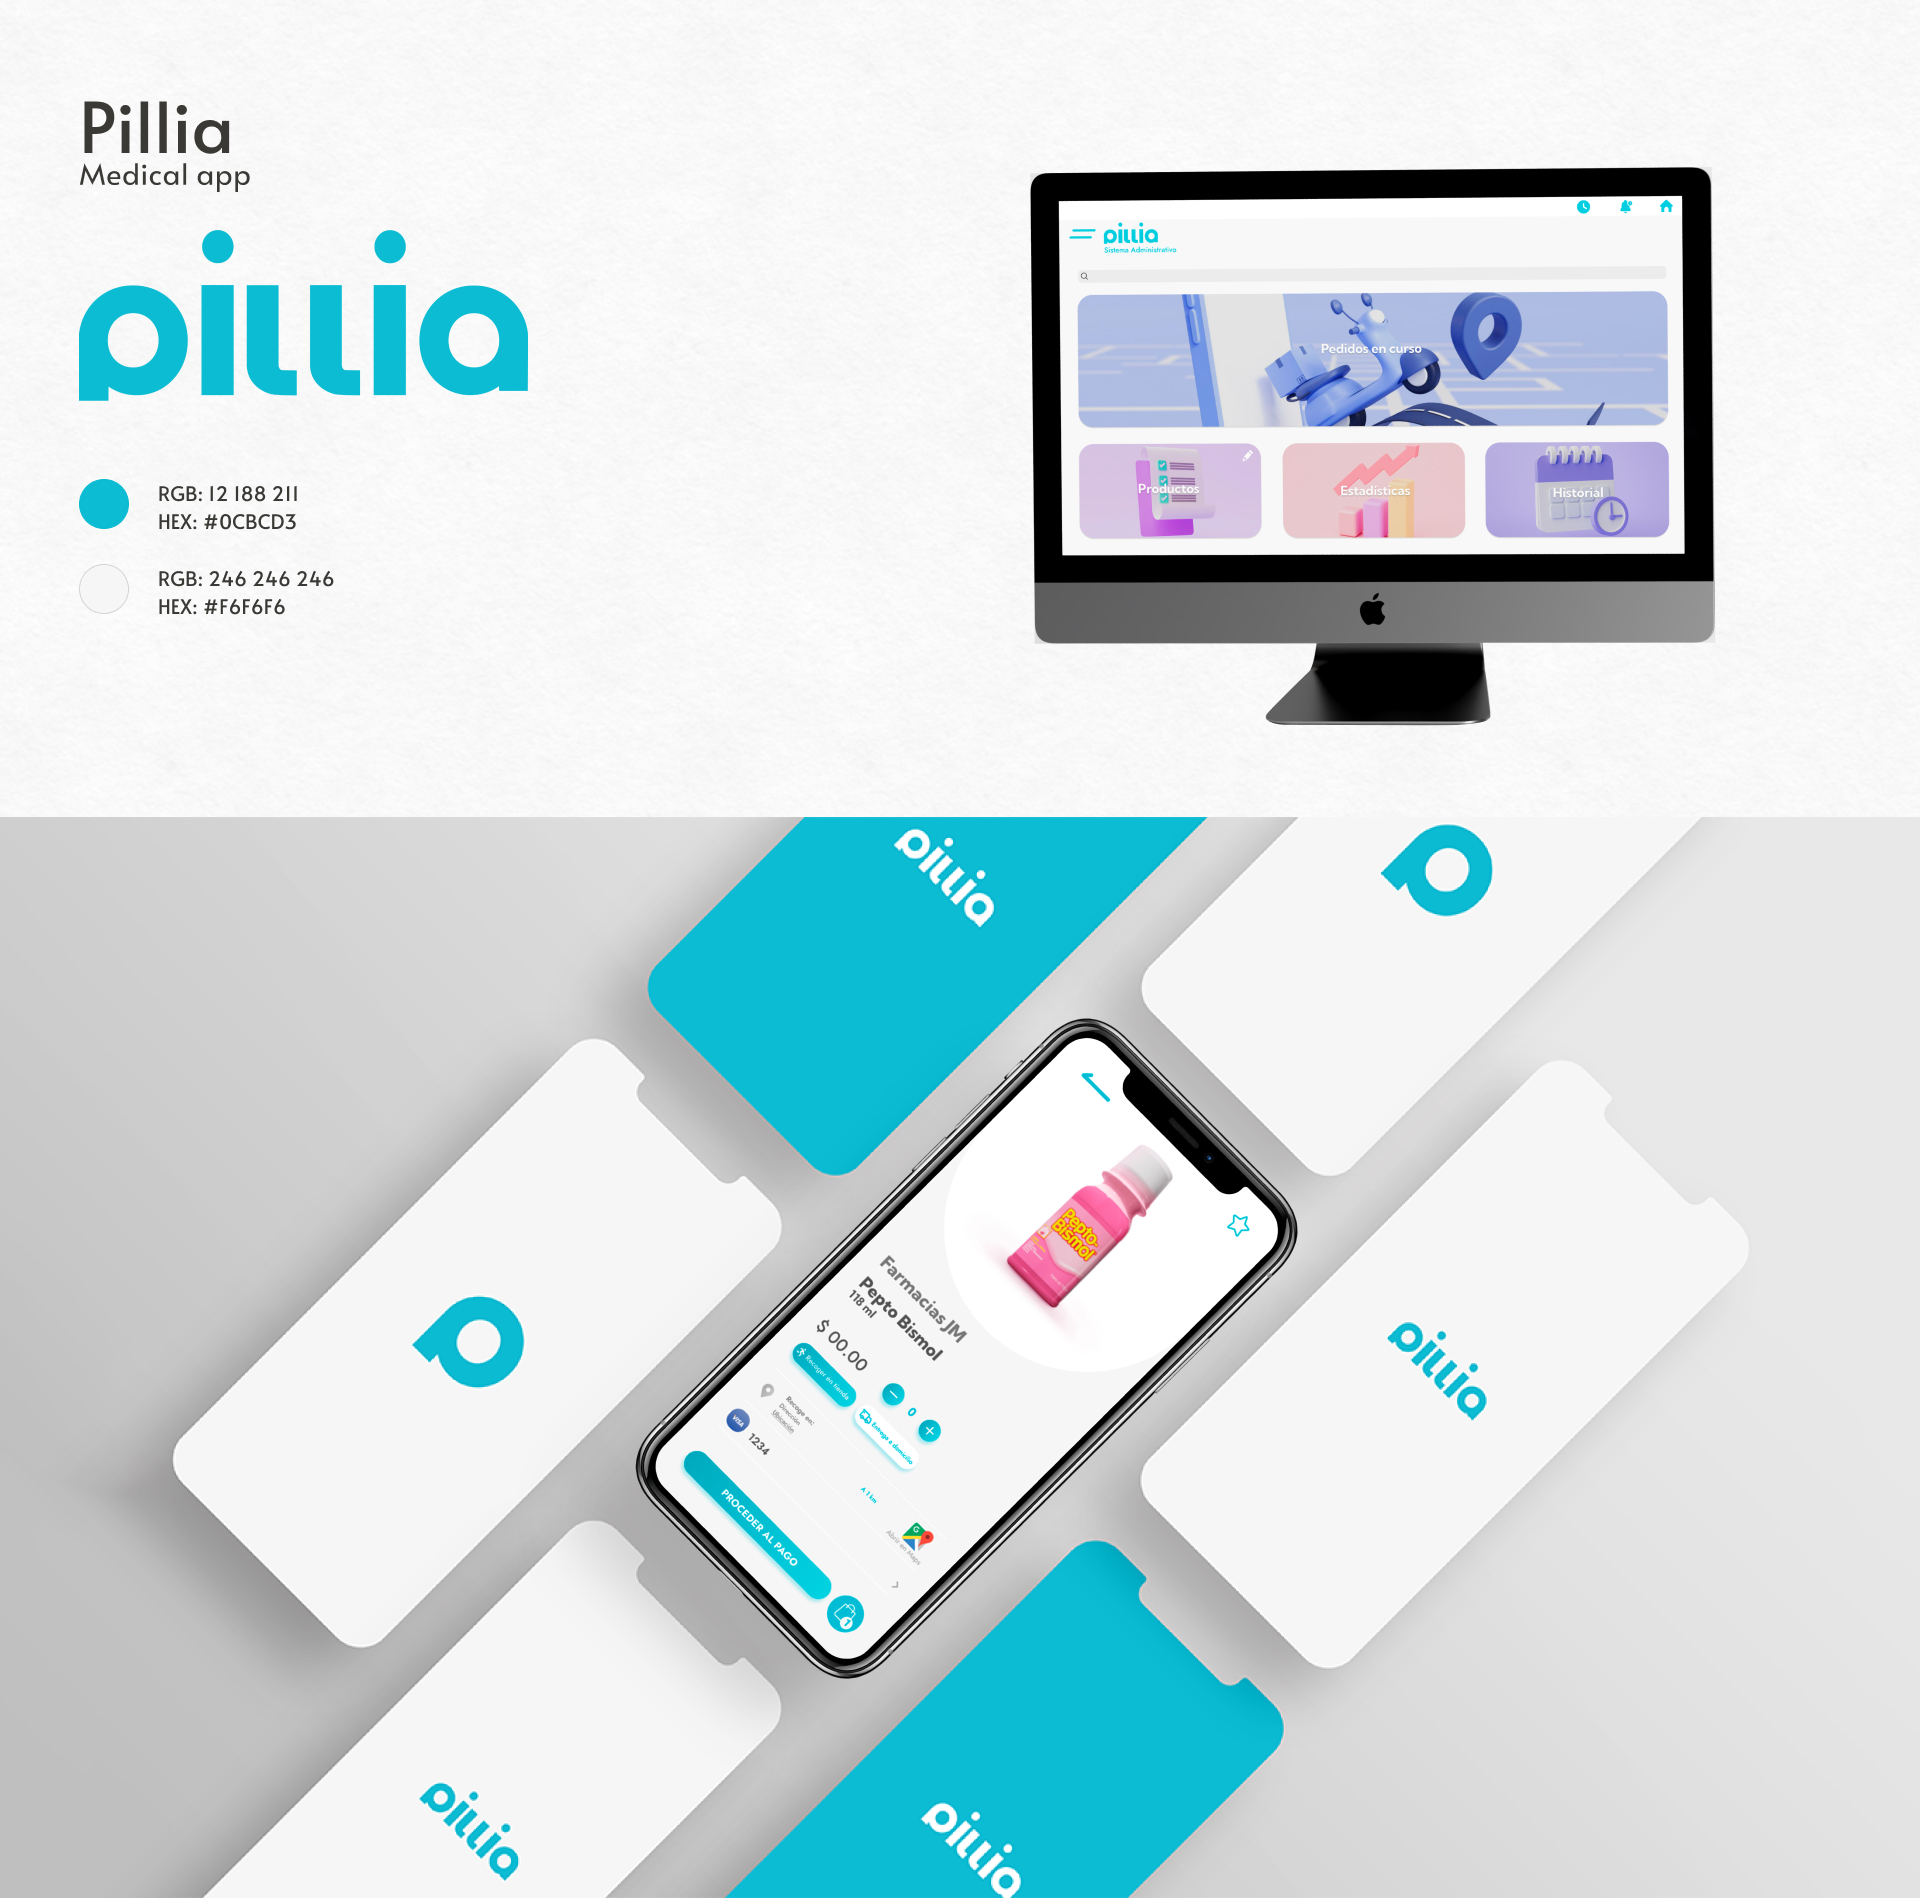 Pillia
Medical app
pillia
RGB: 12 188 211
HEX: #0CBCD3
RGB: 246 246 246
HEX: #F6F6F6
pillia
Sistema Administrativo
Pedidos en curso
Productos
Estadísticas
Historial
pillia
p
p
Pepto-
Bismol
Farmacias JM
Pepto Bismol
118 ml
$ 00.00
Recoger en tienda
0
Entrega a domicilio
Recoge en:
Dirección
Ubicación
A 1 km
G
Abrir en Maps
VISA
1234
PROCEDER AL PAGO
pillia
pillia
pillia